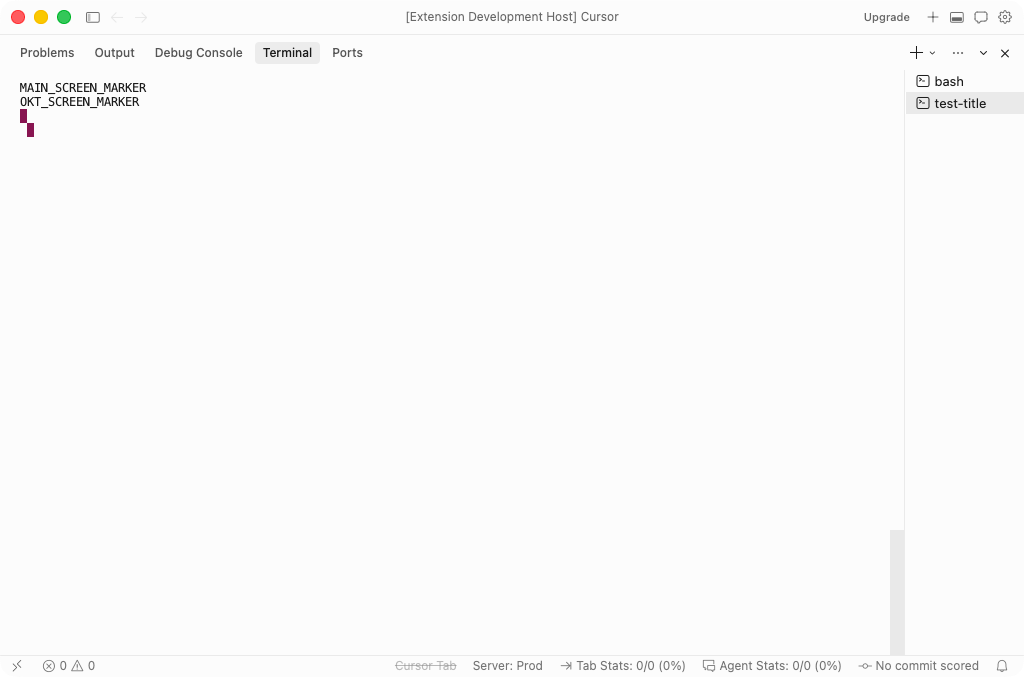 [Extension Development Host] Cursor
Upgrade
Problems
Output
Debug Console
Terminal
Ports
MAIN_SCREEN_MARKER
OKT_SCREEN_MARKER
bash
test-title
0
0
Cursor Tab
Server: Prod
Tab Stats: 0/0 (0%)
Agent Stats: 0/0 (0%)
No commit scored